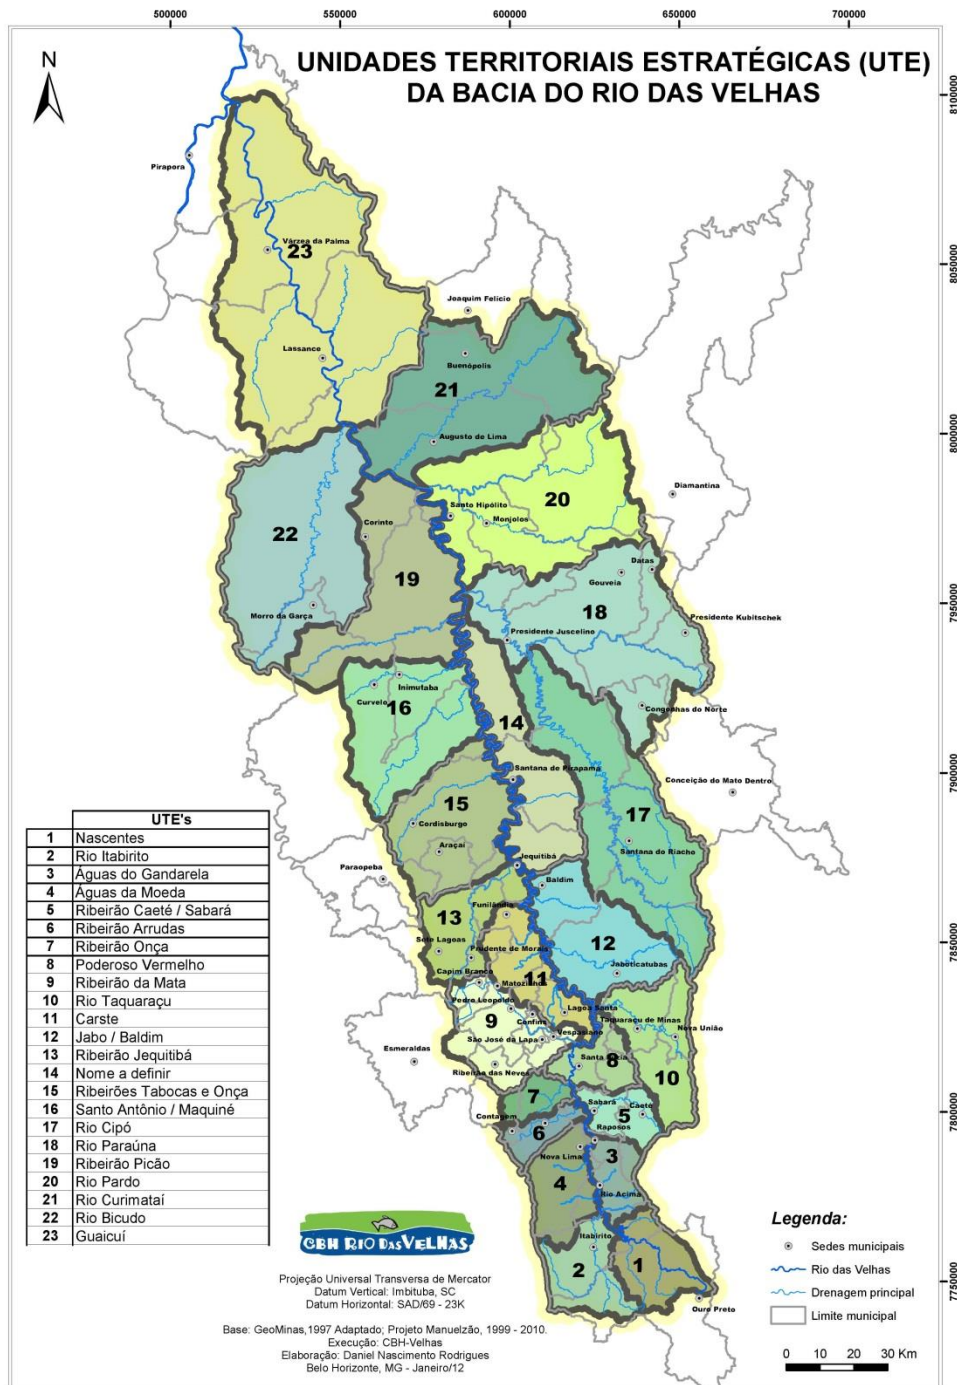 500000
550000
600000
650000
700000
N
UNIDADES TERRITORIAIS ESTRATÉGICAS (UTE)
DA BACIA DO RIO DAS VELHAS
8100000
Pirapora
Várzea da Palma
23
8050000
Joaquim Felício
Lassance
Buenópolis
21
Augusto de Lima
8000000
Diamantina
20
Santo Hipólito
Monjolos
22
Corinto
19
Datas
Gouveia
18
7950000
Morro da Garça
Presidente Kubitschek
Presidente Juscelino
Inimutaba
Curvelo
16
14
Congonhas do Norte
Santana de Pirapama
Conceição do Mato Dentro
7900000
15
Cordisburgo
17
Araçaí
Santana do Riacho
Jequitibá
Paraopeba
Baldim
Funilândia
13
12
7850000
Sete Lagoas
Prudente de Morais
Capim Branco
Matozinhos
11
Jaboticatubas
Pedro Leopoldo
9
Confins
Lagoa Santa
Taquaraçu de Minas
Nova União
São José da Lapa
Vespasiano
Esmeraldas
Ribeirão das Neves
Santa Luzia
8
10
7
Contagem
Sabará
Caeté
5
7800000
6
Raposos
Nova Lima
3
4
Rio Acima
Itabirito
2
1
Ouro Preto
7750000
UTE's
1 Nascentes
2 Rio Itabirito
3 Águas do Gandarela
4 Águas da Moeda
5 Ribeirão Caeté / Sabará
6 Ribeirão Arrudas
7 Ribeirão Onça
8 Poderoso Vermelho
9 Ribeirão da Mata
10 Rio Taquaraçu
11 Carste
12 Jabo / Baldim
13 Ribeirão Jequitibá
14 Nome a definir
15 Ribeirões Tabocas e Onça
16 Santo Antônio / Maquiné
17 Rio Cipó
18 Rio Paraúna
19 Ribeirão Picão
20 Rio Pardo
21 Rio Curimataí
22 Rio Bicudo
23 Guaicuí
CBH RIO DAS VELHAS
Projeção Universal Transversa de Mercator
Datum Vertical: Imbituba, SC
Datum Horizontal: SAD/69 - 23K
Base: GeoMinas,1997 Adaptado; Projeto Manuelzão, 1999 - 2010.
Execução: CBH-Velhas
Elaboração: Daniel Nascimento Rodrigues
Belo Horizonte, MG - Janeiro/12
Legenda:
Sedes municipais
Rio das Velhas
Drenagem principal
Limite municipal
0 10 20 30 Km